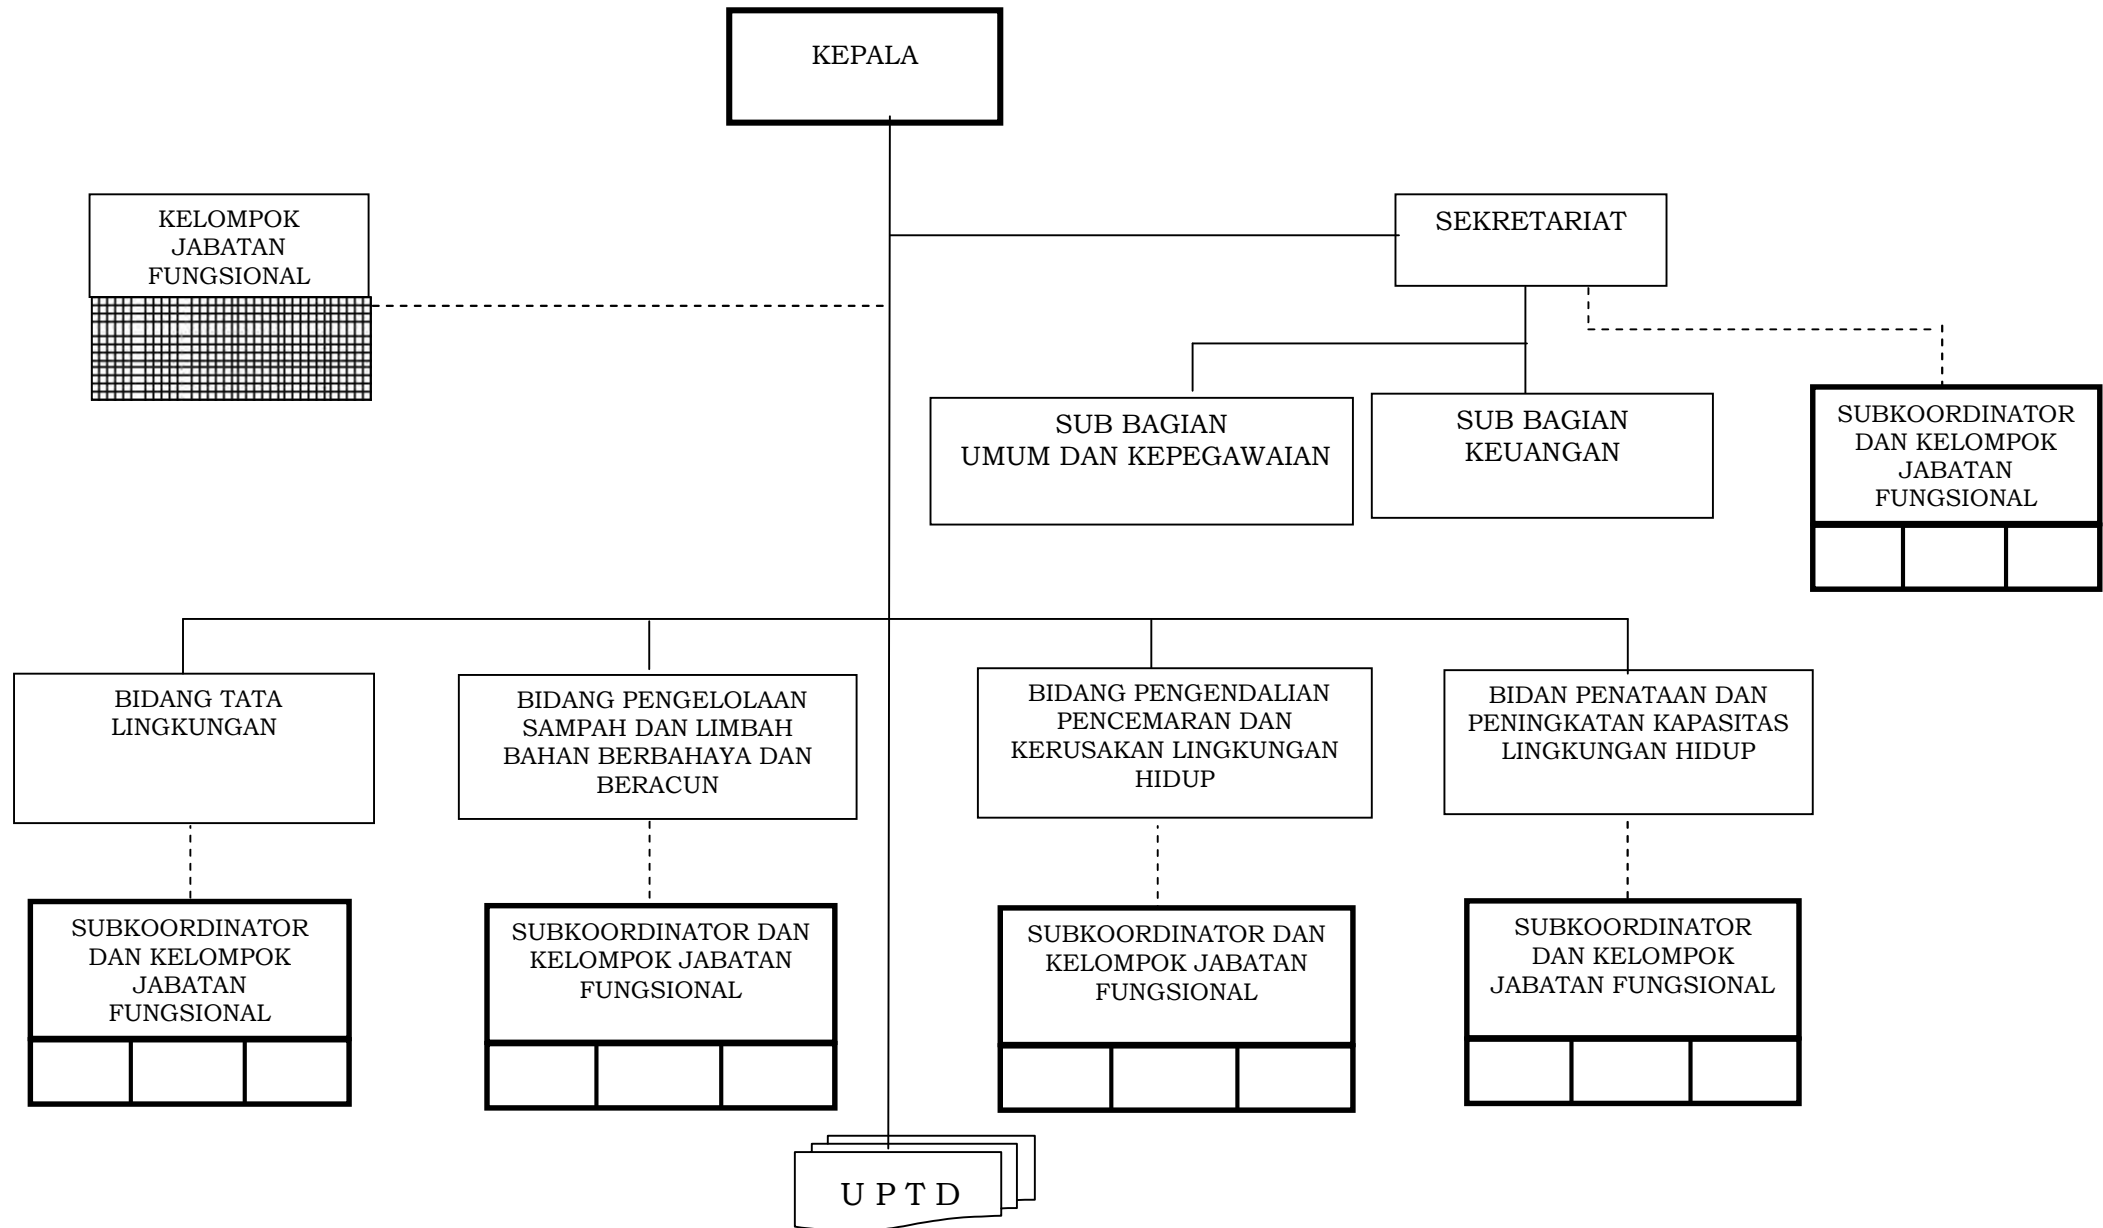 KEPALA
KELOMPOK
JABATAN
FUNGSIONAL
SEKRETARIAT
SUB BAGIAN
UMUM DAN KEPEGAWAIAN
SUB BAGIAN
KEUANGAN
SUBKOORDINATOR
DAN KELOMPOK
JABATAN
FUNGSIONAL
BIDANG TATA
LINGKUNGAN
BIDANG PENGELOLAAN
SAMPAH DAN LIMBAH
BAHAN BERBAHAYA DAN
BERACUN
BIDANG PENGENDALIAN
PENCEMARAN DAN
KERUSAKAN LINGKUNGAN
HIDUP
BIDAN PENATAAN DAN
PENINGKATAN KAPASITAS
LINGKUNGAN HIDUP
SUBKOORDINATOR
DAN KELOMPOK
JABATAN
FUNGSIONAL
SUBKOORDINATOR DAN
KELOMPOK JABATAN
FUNGSIONAL
SUBKOORDINATOR DAN
KELOMPOK JABATAN
FUNGSIONAL
SUBKOORDINATOR
DAN KELOMPOK
JABATAN FUNGSIONAL
U P T D